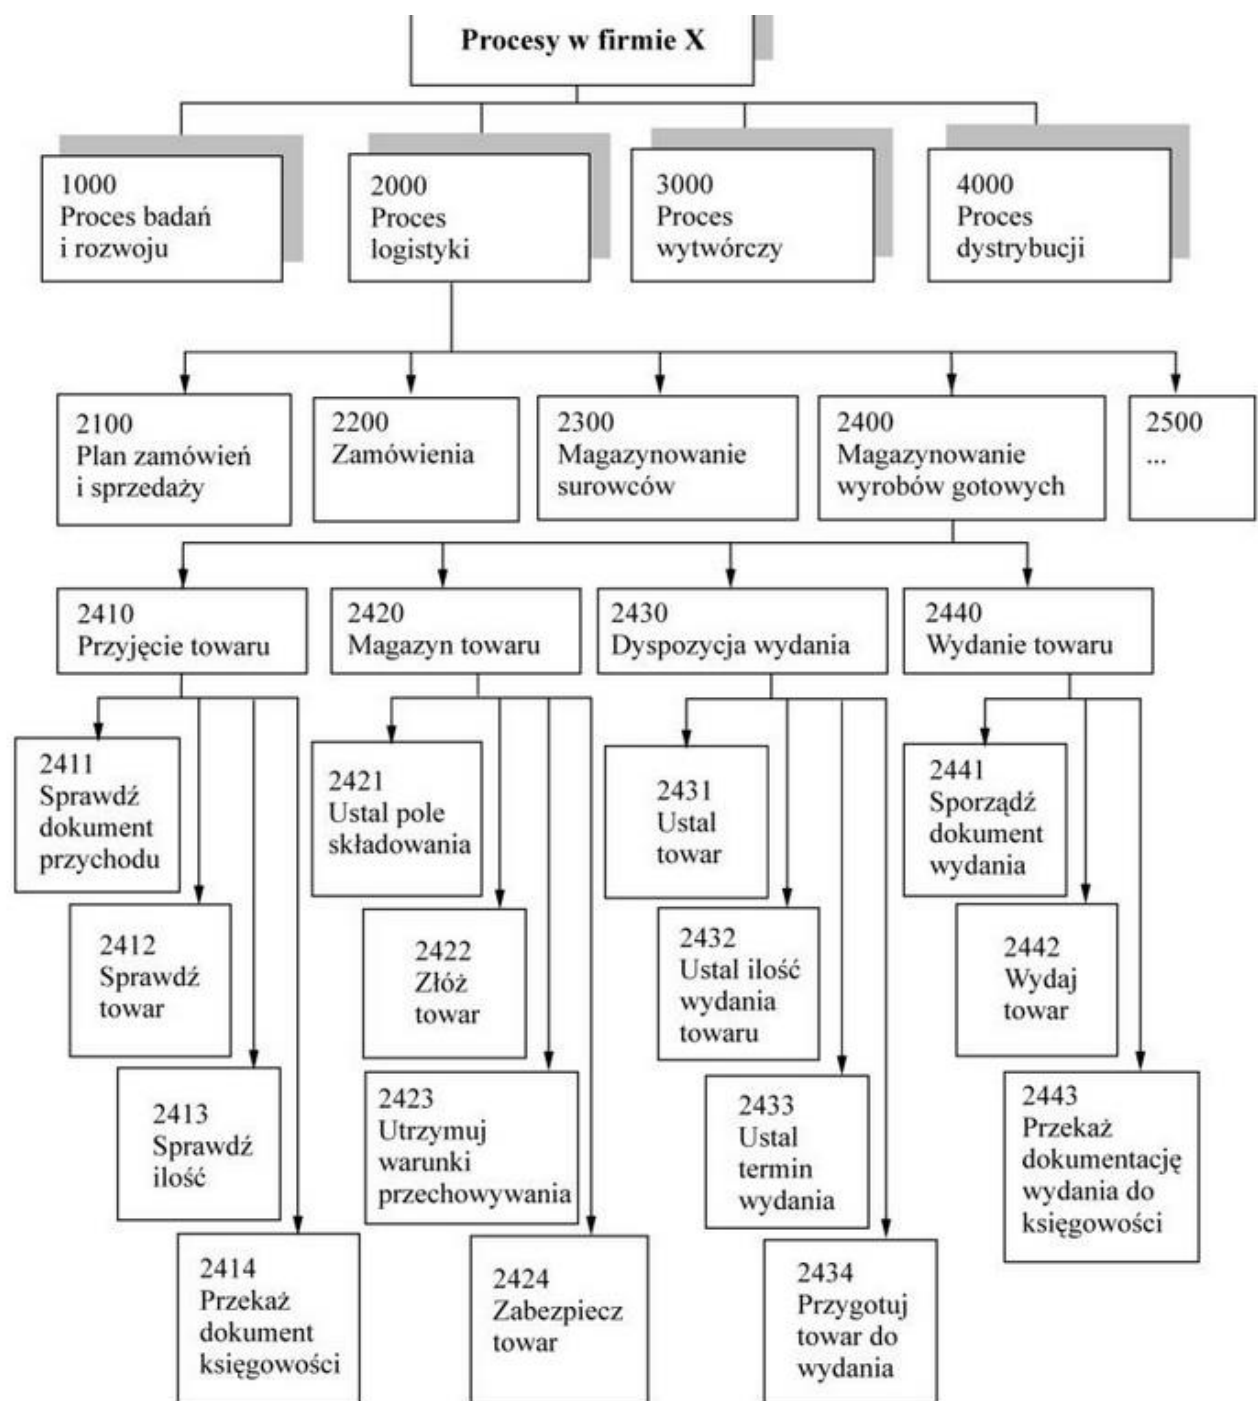 Procesy w firmie X
1000
Proces badań
i rozwoju
2000
Proces
logistyki
3000
Proces
wytwórczy
4000
Proces
dystrybucji
2100
Plan zamówień
i sprzedaży
2200
Zamówienia
2300
Magazynowanie
surowców
2400
Magazynowanie
wyrobów gotowych
2500
...
2410
Przyjęcie towaru
2420
Magazyn towaru
2430
Dyspozycja wydania
2440
Wydanie towaru
2411
Sprawdź
dokument
przychodu
2412
Sprawdź
towar
2413
Sprawdź
ilość
2414
Przekaż
dokument
księgowości
2421
Ustal pole
składowania
2422
Złóż
towar
2423
Utrzymuj
warunki
przechowywania
2424
Zabezpiecz
towar
2431
Ustal
towar
2432
Ustal ilość
wydania
towaru
2433
Ustal
termin
wydania
2434
Przygotuj
towar do
wydania
2441
Sporządź
dokument
wydania
2442
Wydaj
towar
2443
Przekaż
dokumentację
wydania do
księgowości